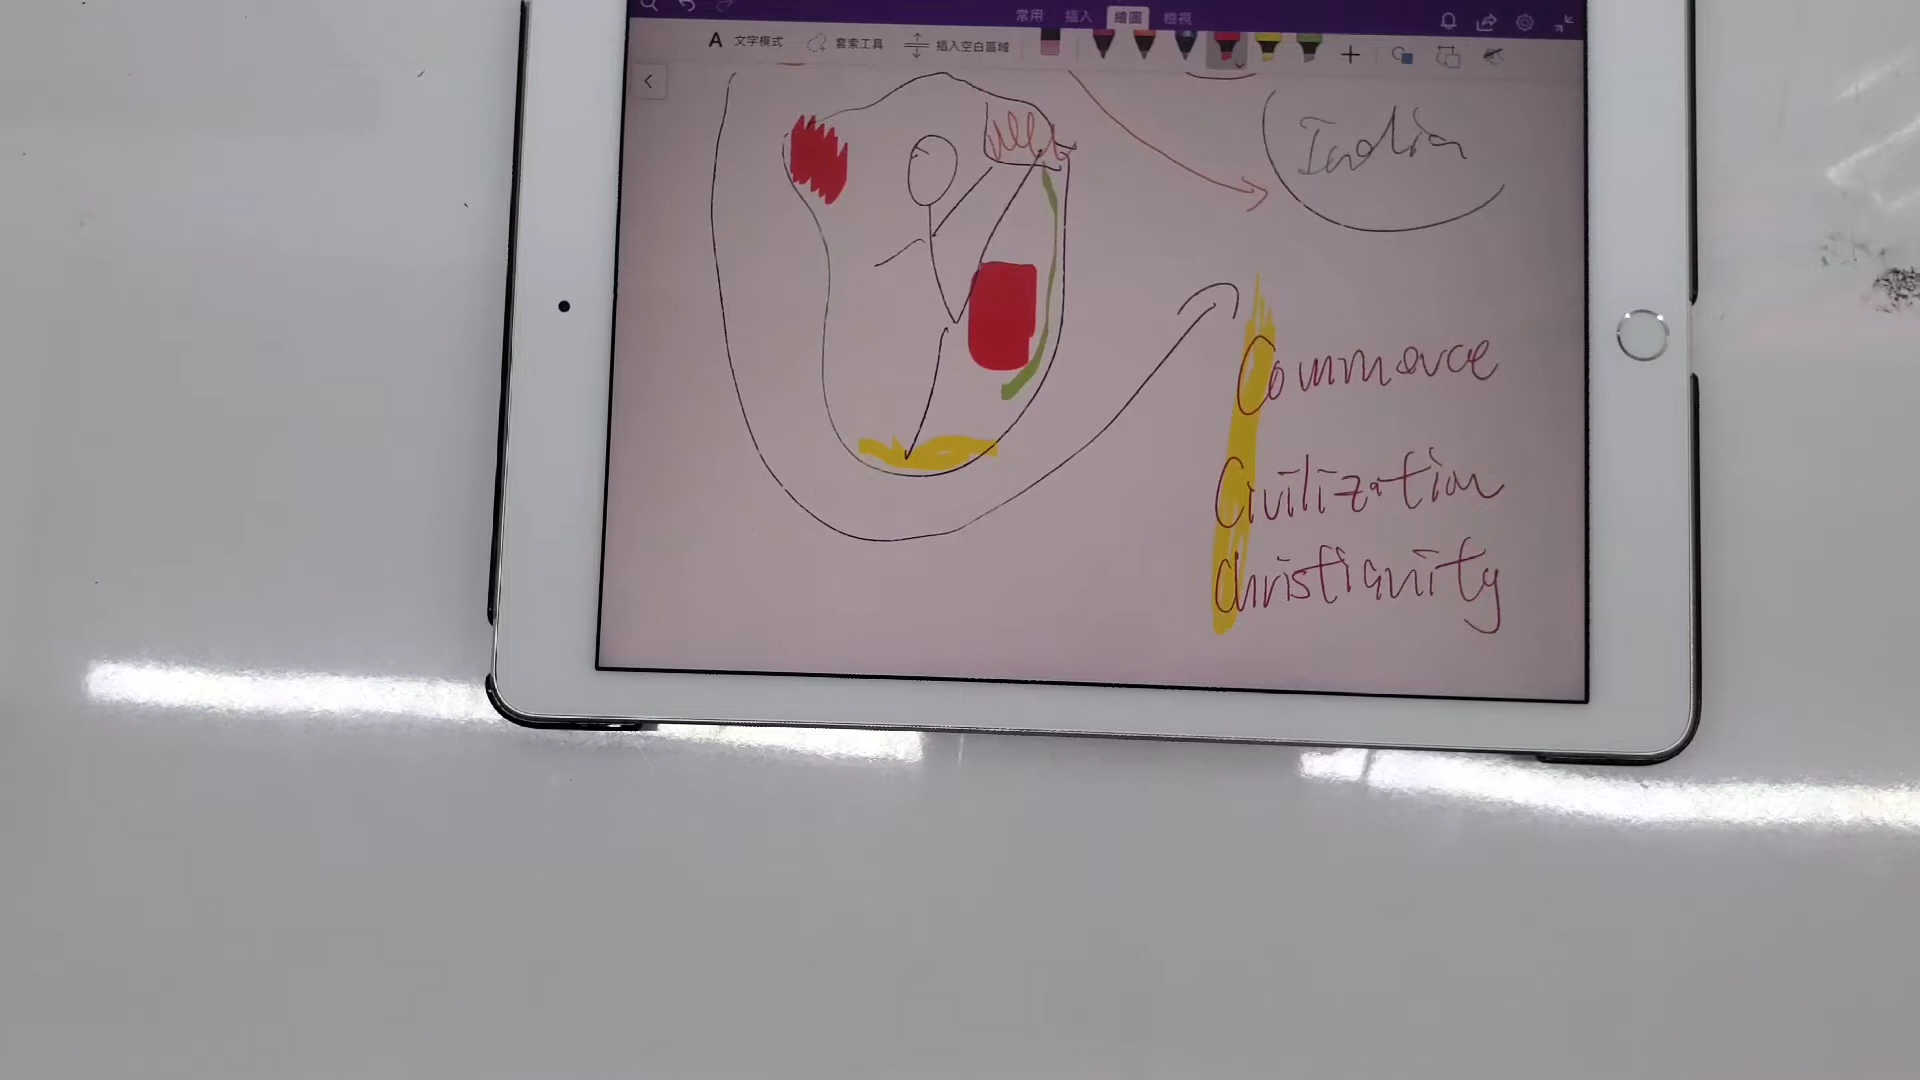 常用 插入 繪圖 檢視
A 文字模式 套索工具 插入空白區域
India
Commerce
Civilization
Christianity